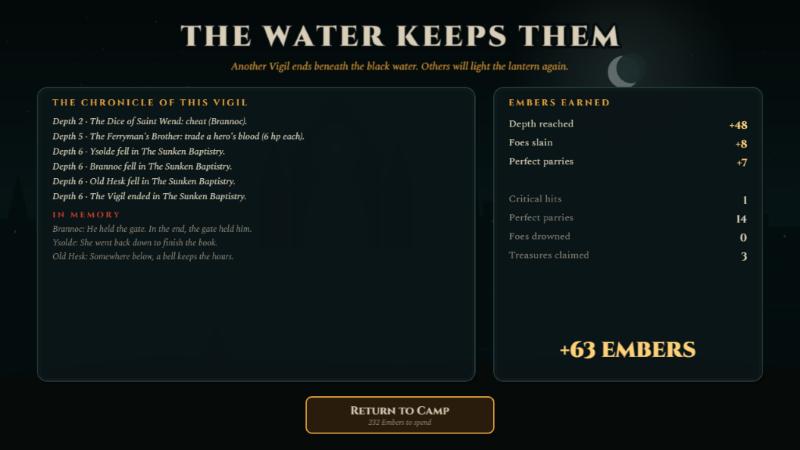 THE WATER KEEPS THEM
Another Vigil ends beneath the black water. Others will light the lantern again.
THE CHRONICLE OF THIS VIGIL
Depth 2 · The Dice of Saint Wend: cheat (Brannoc).
Depth 5 · The Ferryman's Brother: trade a hero's blood (6 hp each).
Depth 6 · Ysolde fell in The Sunken Baptistry.
Depth 6 · Brannoc fell in The Sunken Baptistry.
Depth 6 · Old Hesk fell in The Sunken Baptistry.
Depth 6 · The Vigil ended in The Sunken Baptistry.
IN MEMORY
Brannoc: He held the gate. In the end, the gate held him.
Ysolde: She went back down to finish the book.
Old Hesk: Somewhere below, a bell keeps the hours.
EMBERS EARNED
Depth reached +48
Foes slain +8
Perfect parries +7
Critical hits 1
Perfect parries 14
Foes drowned 0
Treasures claimed 3
+63 EMBERS
RETURN TO CAMP
232 Embers to spend